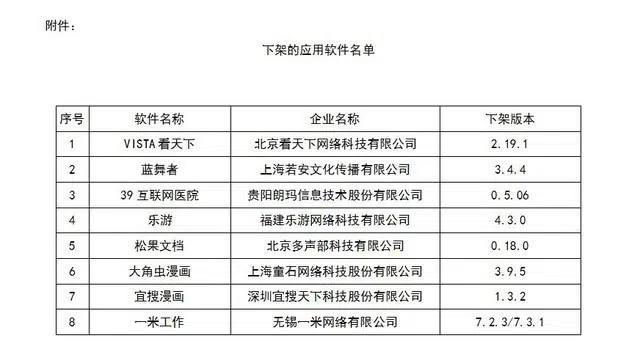 附件：
下架的应用软件名单
序号 软件名称 企业名称 下架版本
1 VISTA看天下 北京看天下网络科技有限公司 2.19.1
2 蓝舞者 上海若安文化传播有限公司 3.4.4
3 39互联网医院 贵阳朗玛信息技术股份有限公司 0.5.06
4 乐游 福建乐游网络科技有限公司 4.3.0
5 松果文档 北京多声部科技有限公司 0.18.0
6 大角虫漫画 上海童石网络科技股份有限公司 3.9.5
7 宜搜漫画 深圳宜搜天下科技股份有限公司 1.3.2
8 一米工作 无锡一米网络有限公司 7.2.3/7.3.1